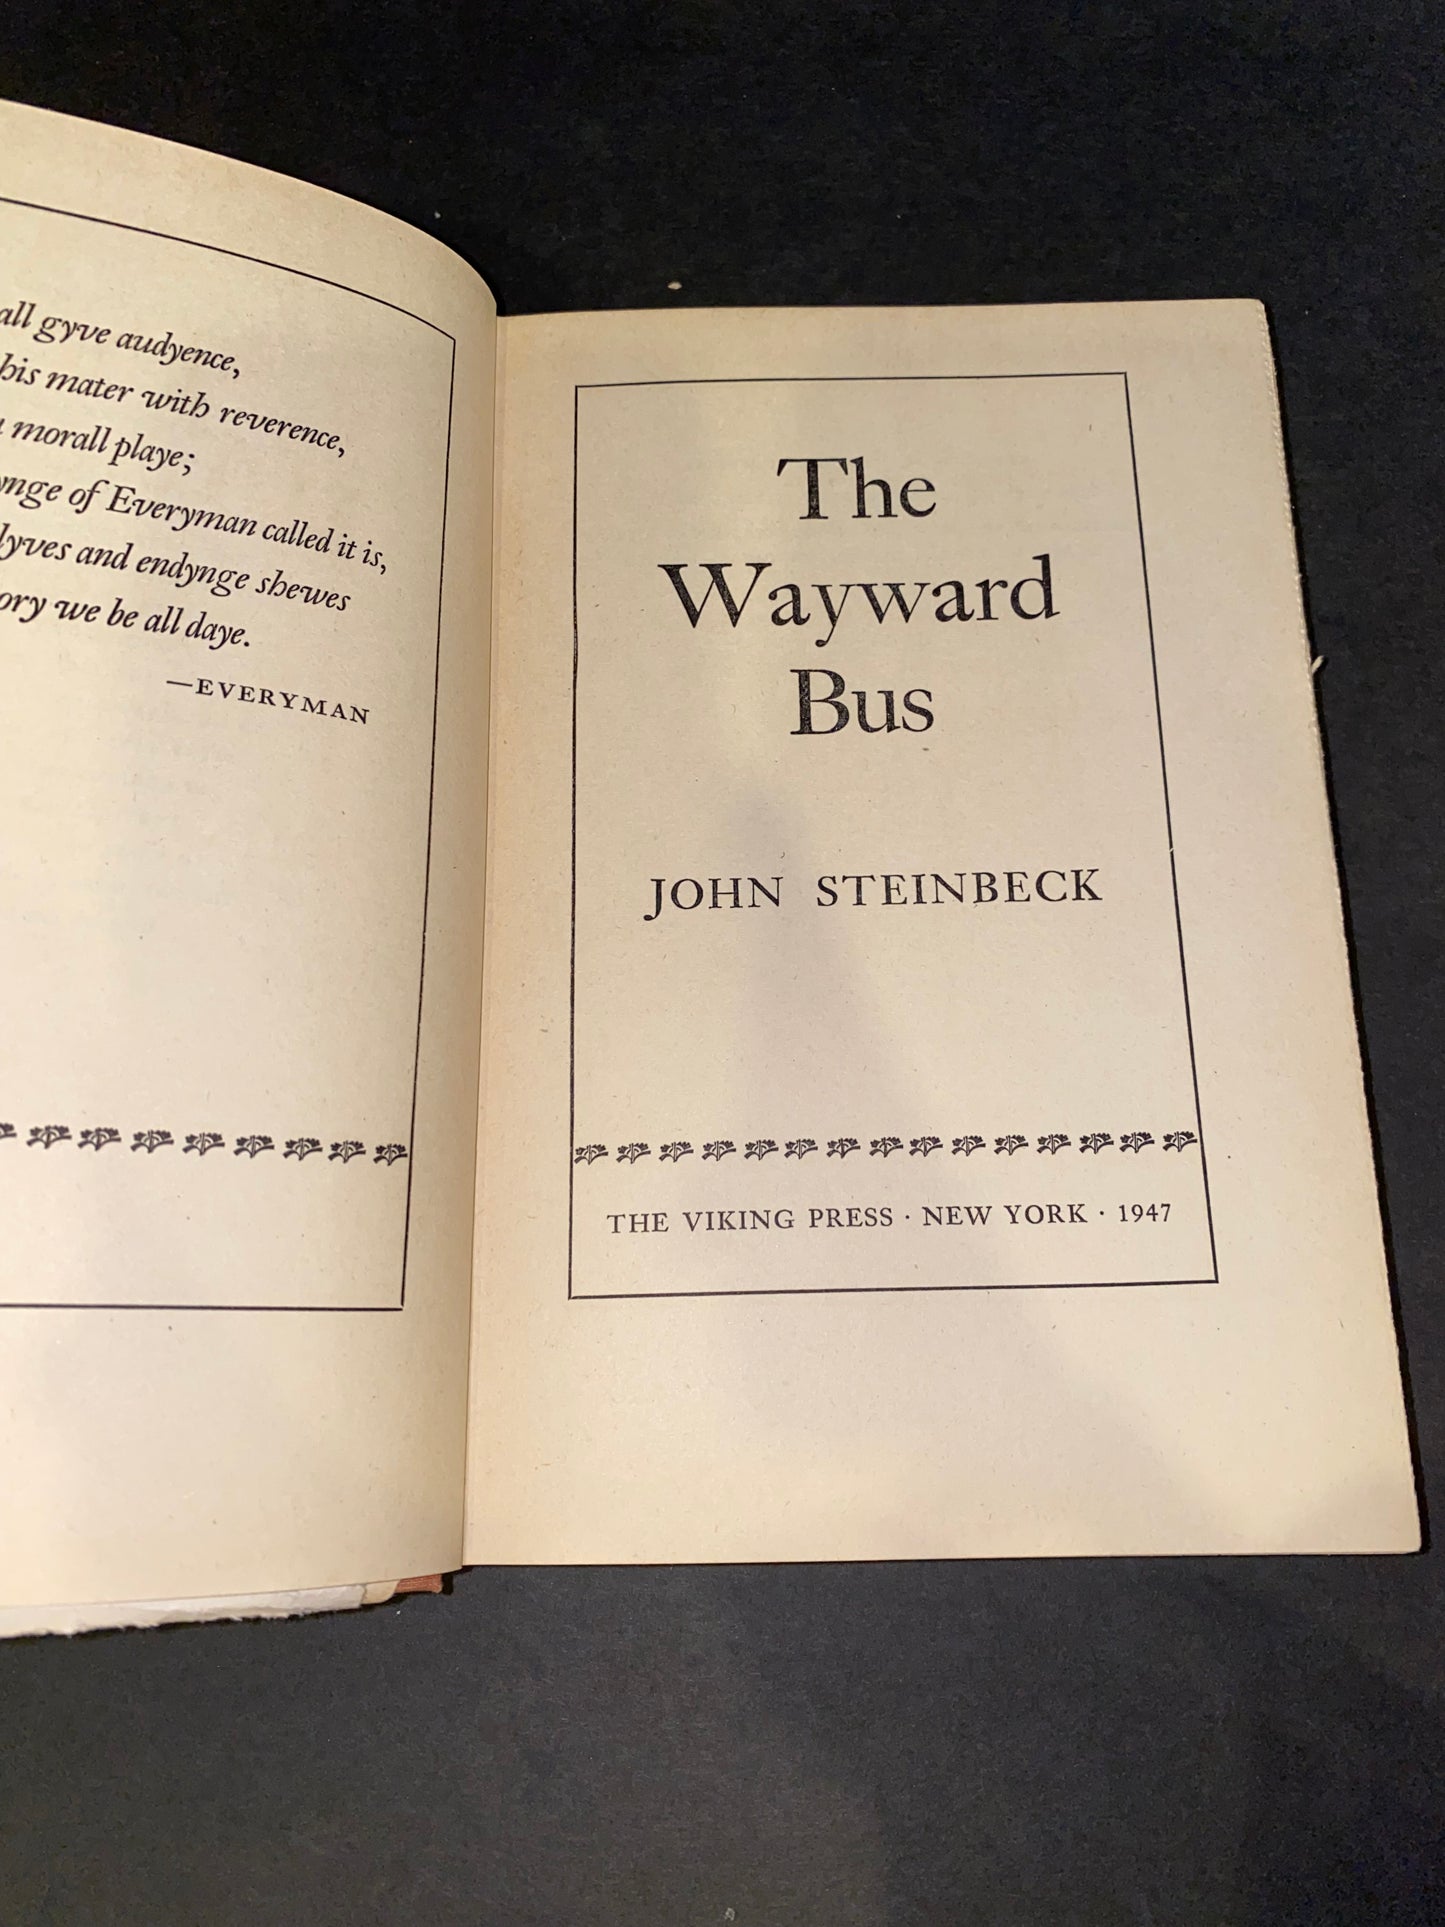 all gyve audyence,
his mater with reverence,
morall playe;
of Everyman called it is,
lyves and endynge shewes
ory we be all daye.
—EVERYMAN
The
Wayward
Bus
JOHN STEINBECK
THE VIKING PRESS · NEW YORK · 1947